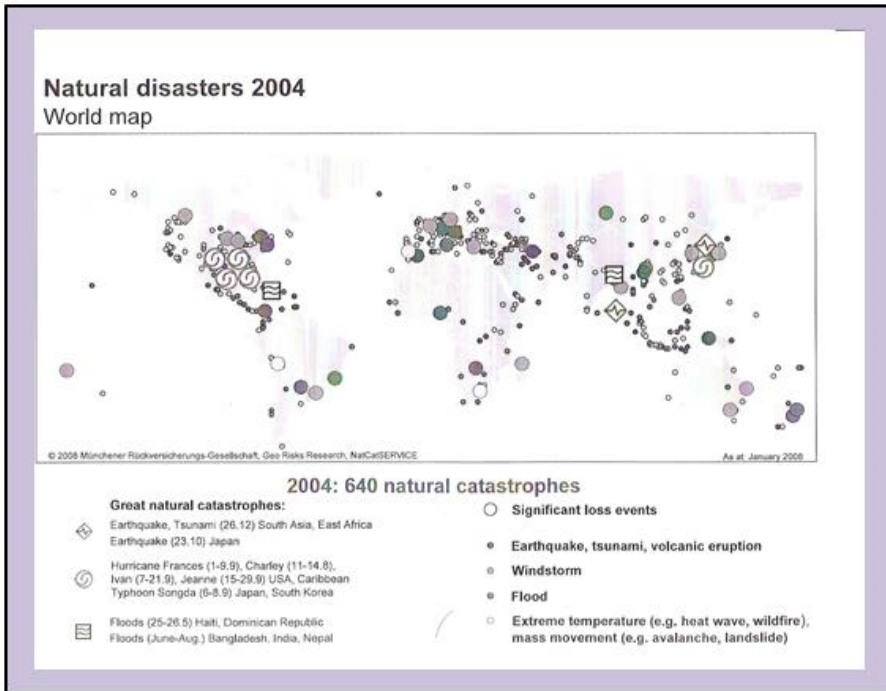 Natural disasters 2004
World map
© 2008 Münchener Rückversicherungs-Gesellschaft, Geo Risks Research, NatCatSERVICE
As at January 2008
2004: 640 natural catastrophes
Great natural catastrophes:
Earthquake, Tsunami (26.12) South Asia, East Africa
Earthquake (23.10) Japan
Hurricane Frances (1-9.9), Charley (11-14.8),
Ivan (7-21.9), Jeanne (15-29.9) USA, Caribbean
Typhoon Songda (6-8.9) Japan, South Korea
Floods (25-26.5) Haiti, Dominican Republic
Floods (June-Aug.) Bangladesh, India, Nepal
Significant loss events
Earthquake, tsunami, volcanic eruption
Windstorm
Flood
Extreme temperature (e.g. heat wave, wildfire),
mass movement (e.g. avalanche, landslide)